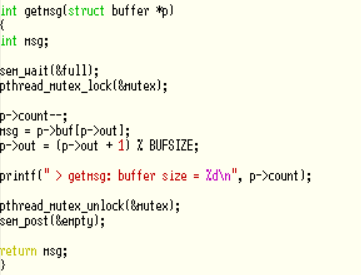 int getmsg(struct buffer *p)
{
int msg;
sem_wait(&full);
pthread_mutex_lock(&mutex);
p->count--;
msg = p->buf[p->out];
p->out = (p->out + 1) % BUFSIZE;
printf(" > getmsg: buffer size = %d\n", p->count);
pthread_mutex_unlock(&mutex);
sem_post(&empty);
return msg;
}